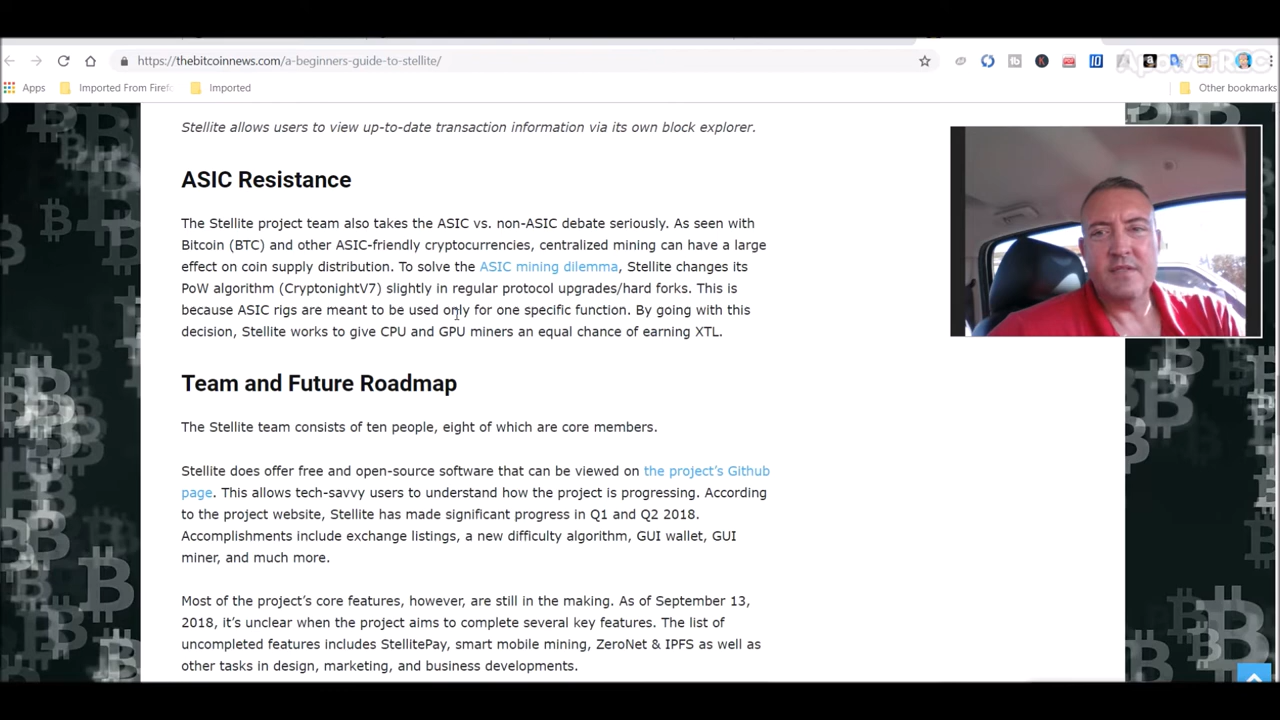 ApowerREC
https://thebitcoinnews.com/a-beginners-guide-to-stellite/
Apps Imported From Firef Imported Other bookmarks
Stellite allows users to view up-to-date transaction information via its own block explorer.
ASIC Resistance
The Stellite project team also takes the ASIC vs. non-ASIC debate seriously. As seen with
Bitcoin (BTC) and other ASIC-friendly cryptocurrencies, centralized mining can have a large
effect on coin supply distribution. To solve the ASIC mining dilemma, Stellite changes its
PoW algorithm (CryptonightV7) slightly in regular protocol upgrades/hard forks. This is
because ASIC rigs are meant to be used only for one specific function. By going with this
decision, Stellite works to give CPU and GPU miners an equal chance of earning XTL.
Team and Future Roadmap
The Stellite team consists of ten people, eight of which are core members.
Stellite does offer free and open-source software that can be viewed on the project's Github
page. This allows tech-savvy users to understand how the project is progressing. According
to the project website, Stellite has made significant progress in Q1 and Q2 2018.
Accomplishments include exchange listings, a new difficulty algorithm, GUI wallet, GUI
miner, and much more.
Most of the project's core features, however, are still in the making. As of September 13,
2018, it's unclear when the project aims to complete several key features. The list of
uncompleted features includes StellitePay, smart mobile mining, ZeroNet & IPFS as well as
other tasks in design, marketing, and business developments.